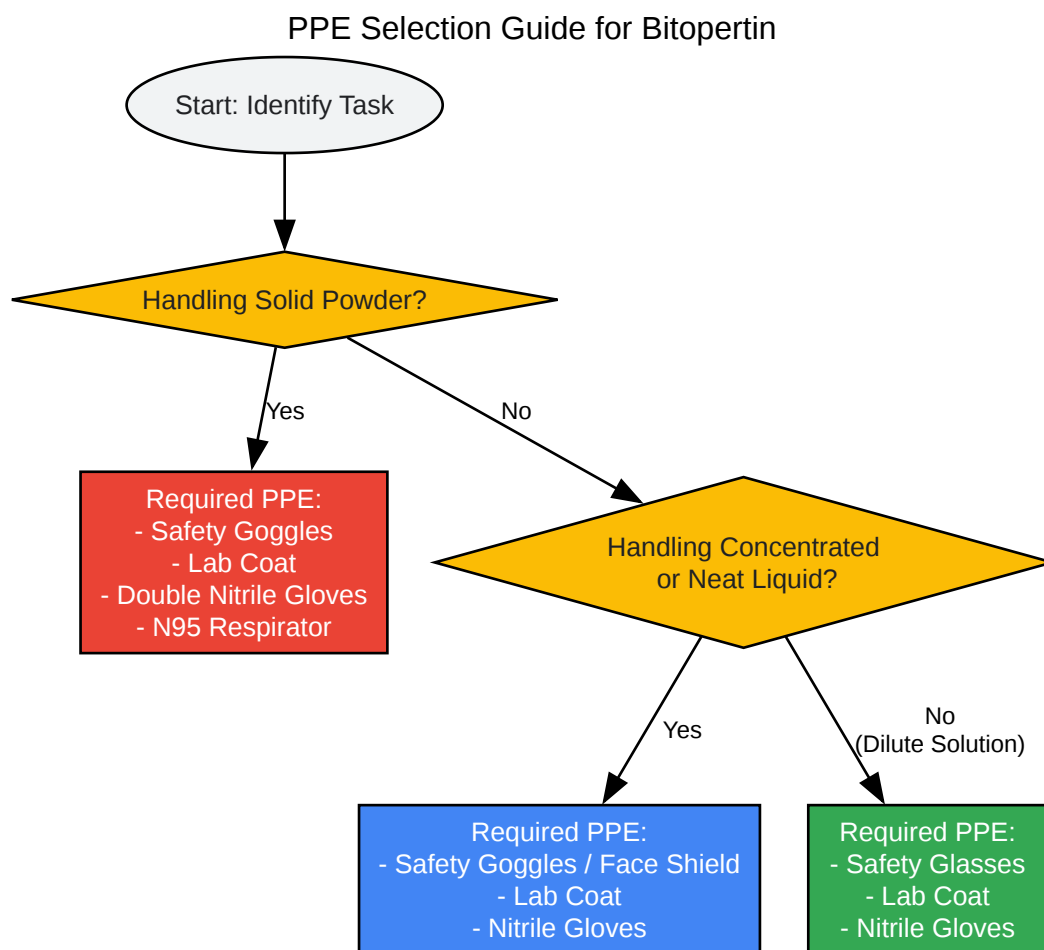 PPE Selection Guide for Bitopertin
Start: Identify Task
Handling Solid Powder?
Yes
No
Required PPE:
- Safety Goggles
- Lab Coat
- Double Nitrile Gloves
- N95 Respirator
Handling Concentrated
or Neat Liquid?
Yes
No
(Dilute Solution)
Required PPE:
- Safety Goggles / Face Shield
- Lab Coat
- Nitrile Gloves
Required PPE:
- Safety Glasses
- Lab Coat
- Nitrile Gloves